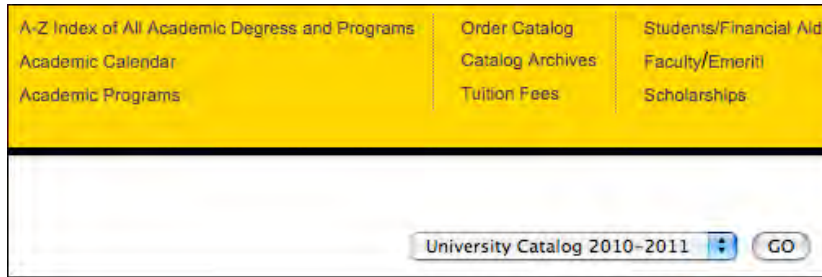 A-Z Index of All Academic Degress and Programs
Academic Calendar
Academic Programs
Order Catalog
Catalog Archives
Tuition Fees
Students/Financial Aid
Faculty/Emeriti
Scholarships
University Catalog 2010-2011
GO